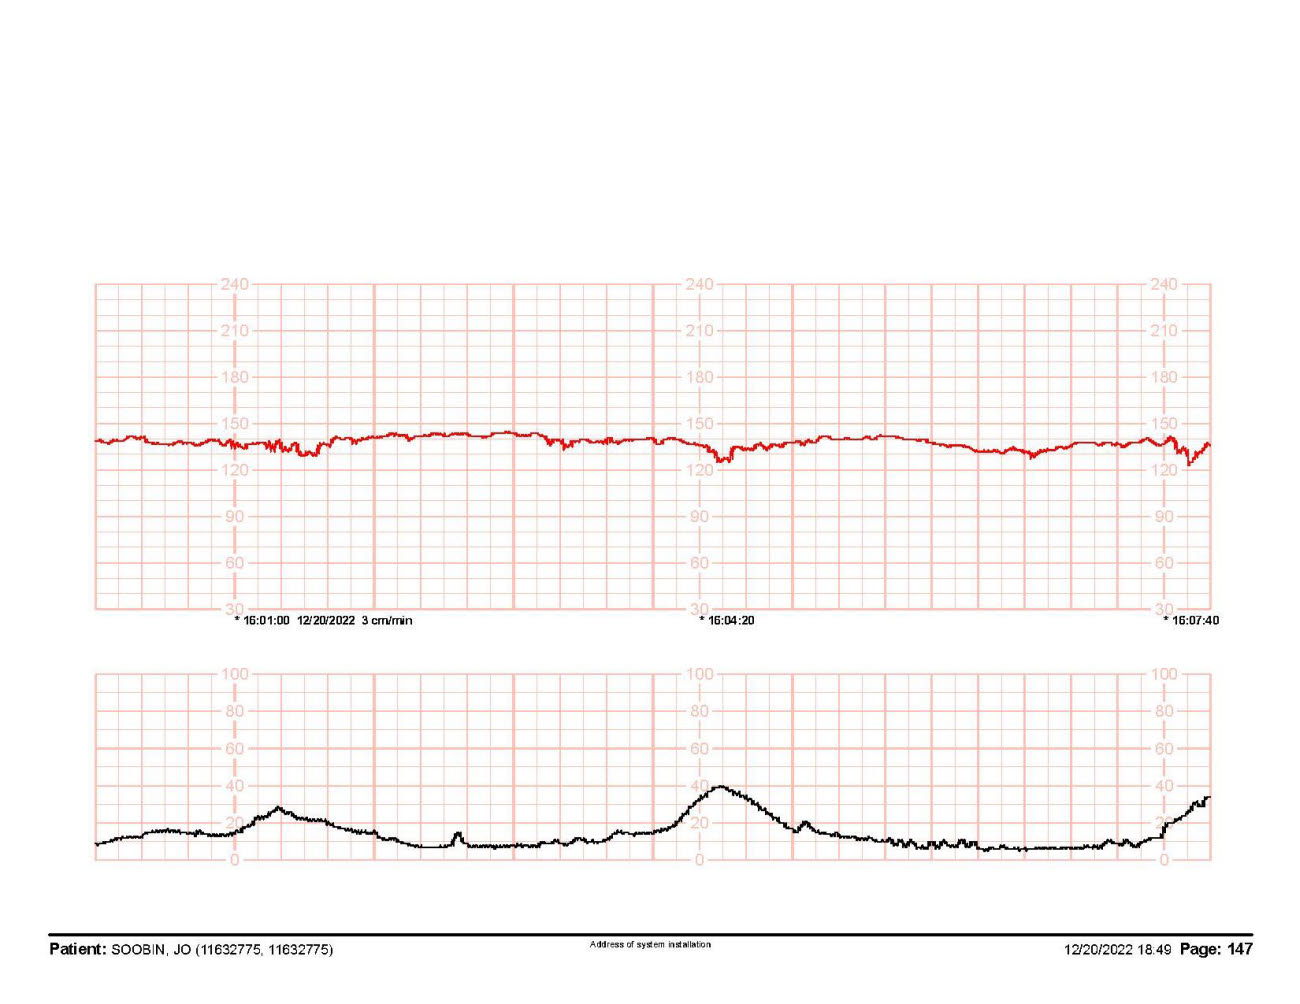 240 240 240
210 210 210
180 180 180
150 150 150
120 120 120
90 90 90
60 60 60
30 30 30
* 16:01:00 12/20/2022 3 cm/min * 16:04:20 * 16:07:40
100 100 100
80 80 80
60 60 60
40 40 40
20 20 20
0 0 0
Patient: SOOBIN, JO (11632775, 11632775) Address of system installation 12/20/2022 18:49 Page: 147